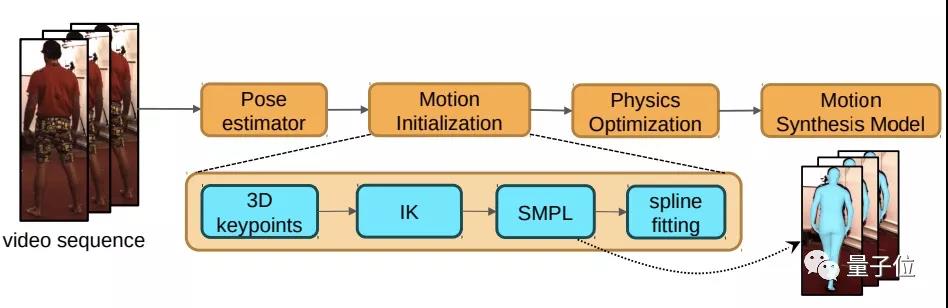 Pose
estimator
Motion
Initialization
Physics
Optimization
Motion
Synthesis Model
3D
keypoints
IK
SMPL
spline
fitting
video sequence
量子位